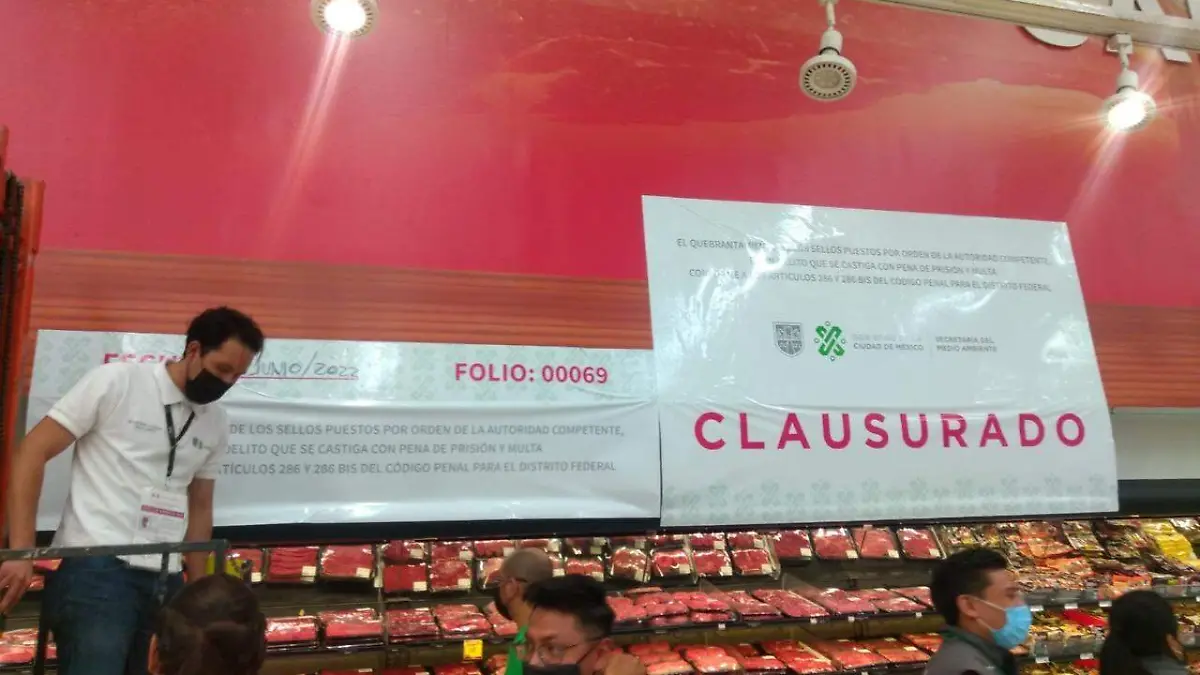 JUNIO/2022
FOLIO: 00069
DE LOS SELLOS PUESTOS POR ORDEN DE LA AUTORIDAD COMPETENTE,
DELITO QUE SE CASTIGA CON PENA DE PRISIÓN Y MULTA
ARTÍCULOS 286 Y 286 BIS DEL CÓDIGO PENAL PARA EL DISTRITO FEDERAL
EL SELLOS PUESTOS POR ORDEN DE LA AUTORIDAD COMPETENTE,
DELITO QUE SE CASTIGA CON PENA DE PRISIÓN Y MULTA
ARTÍCULOS 286 Y 286 BIS DEL CÓDIGO PENAL PARA EL DISTRITO FEDERAL
CIUDAD DE MÉXICO
SECRETARÍA DEL
MEDIO AMBIENTE
CLAUSURADO